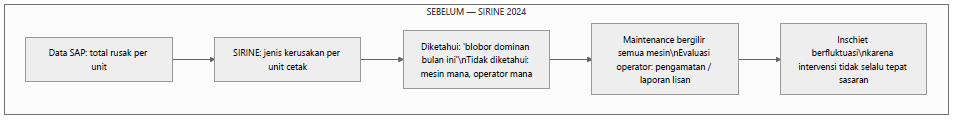 SEBELUM — SIRINE 2024
Data SAP: total rusak per
unit
SIRINE: jenis kerusakan per
unit cetak
Diketahui: 'blobor dominan
bulan ini'\nTidak diketahui:
mesin mana, operator mana
Maintenance bergilir
semua mesin\nEvaluasi
operator: pengamatan /
laporan lisan
Inschiet
berfluktuasi\nkarena
intervensi tidak selalu tepat
sasaran